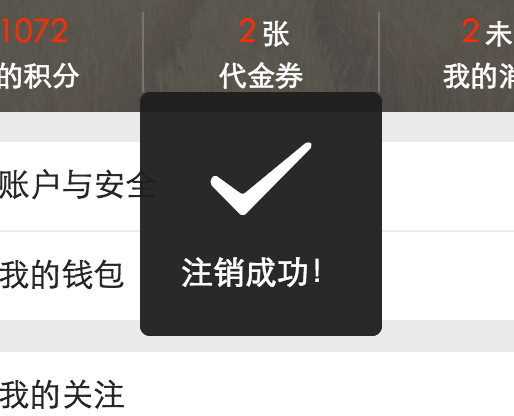 1072
2张
2未
的积分
代金券
我的消
账户与安全
我的钱包
注销成功!
我的关注